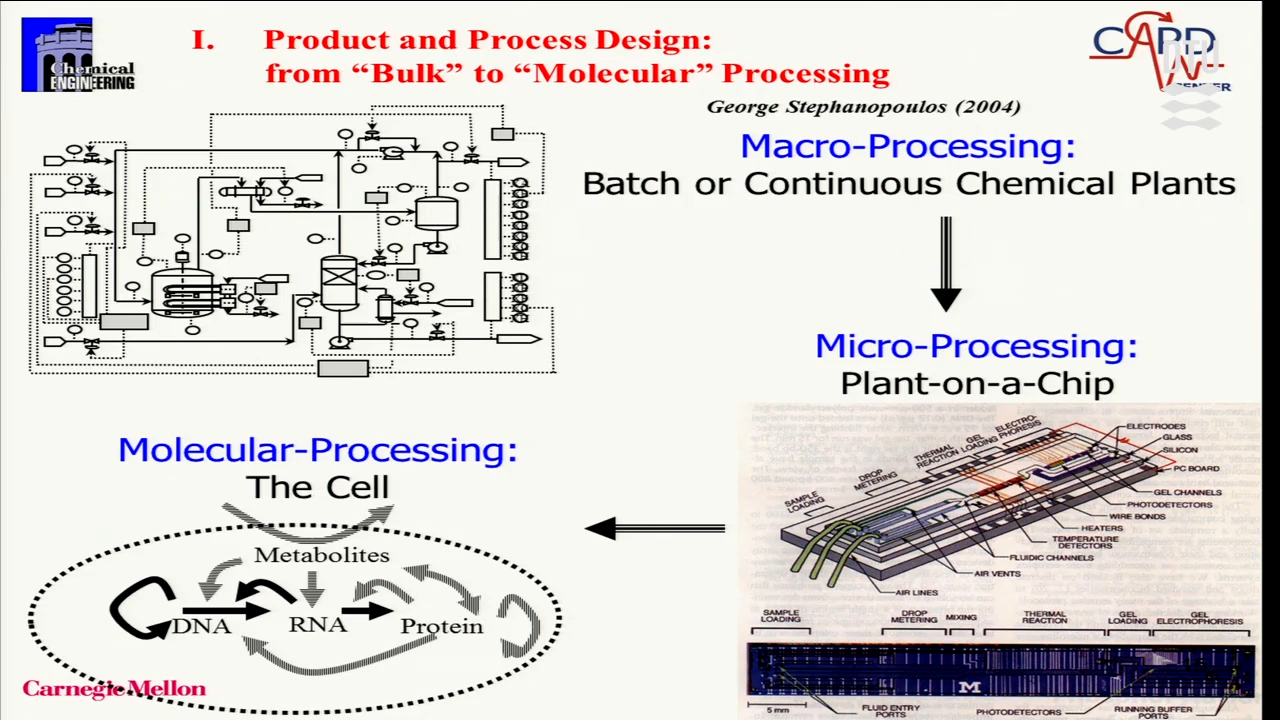 Chemical
ENGINEERING
I. Product and Process Design:
from “Bulk” to “Molecular” Processing
CAPD
CENTER
DTU
George Stephanopoulos (2004)
Macro-Processing:
Batch or Continuous Chemical Plants
Micro-Processing:
Plant-on-a-Chip
SAMPLE
LOADING
DROP
METERING
THERMAL
REACTION
GEL
LOADING
ELECTRO-
PHORESIS
ELECTRODES
GLASS
SILICON
PC BOARD
GEL CHANNELS
PHOTODETECTORS
WIRE BONDS
HEATERS
TEMPERATURE
DETECTORS
FLUIDIC CHANNELS
AIR VENTS
AIR LINES
SAMPLE
LOADING
DROP
METERING
MIXING
THERMAL
REACTION
GEL
LOADING
GEL
ELECTROPHORESIS
M
5 mm
FLUID ENTRY
PORTS
PHOTODETECTORS
RUNNING BUFFER
PORTS
Molecular-Processing:
The Cell
Metabolites
DNA
RNA
Protein
Carnegie Mellon